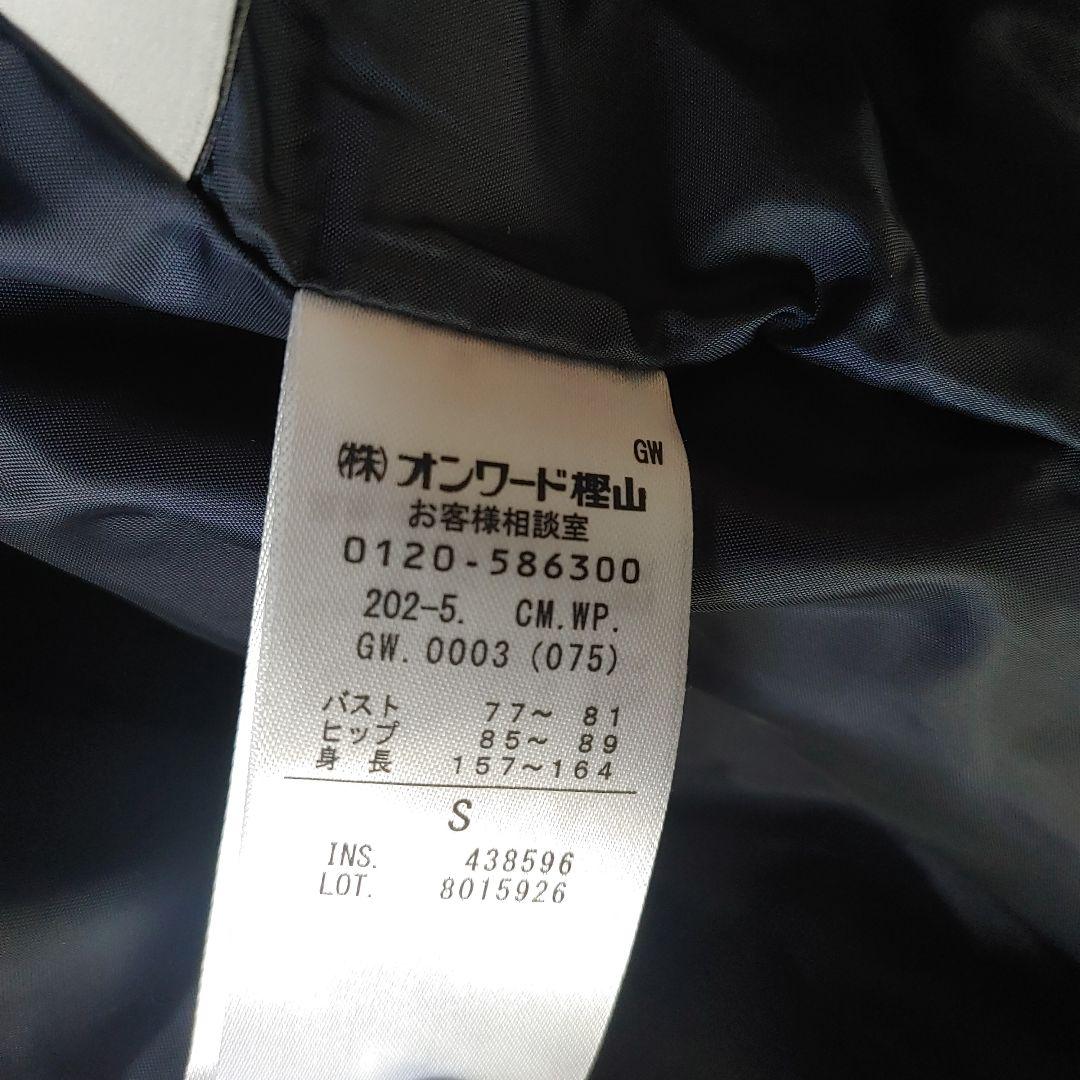 GW
(株)オンワード樫山
お客様相談室
0120-586300
202-5. CM.WP.
GW. 0003 (075)
バスト 77～ 81
ヒップ 85～ 89
身 長 157～164
S
INS. 438596
LOT. 8015926